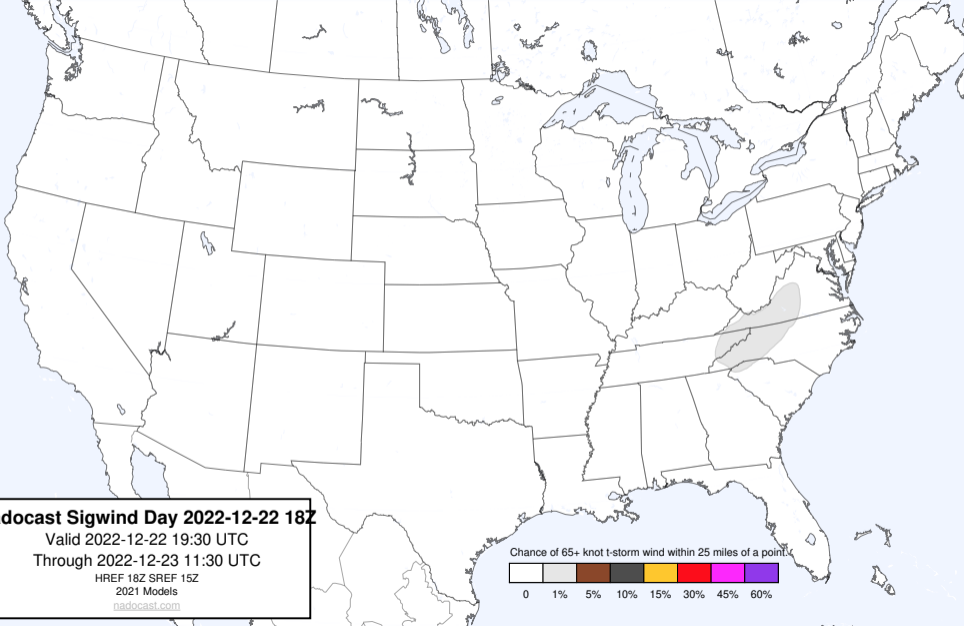 adocast Sigwind Day 2022-12-22 18Z
Valid 2022-12-22 19:30 UTC
Through 2022-12-23 11:30 UTC
HREF 18Z SREF 15Z
2021 Models
nadocast.com
Chance of 65+ knot t-storm wind within 25 miles of a point.
0 1% 5% 10% 15% 30% 45% 60%